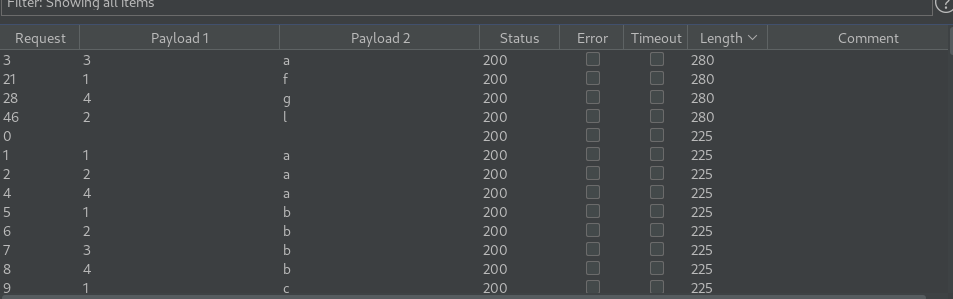 Filter: Showing all items ?
Request Payload 1 Payload 2 Status Error Timeout Length Comment
3 3 a 200 280
21 1 f 200 280
28 4 g 200 280
46 2 l 200 280
0 200 225
1 1 a 200 225
2 2 a 200 225
4 4 a 200 225
5 1 b 200 225
6 2 b 200 225
7 3 b 200 225
8 4 b 200 225
9 1 c 200 225